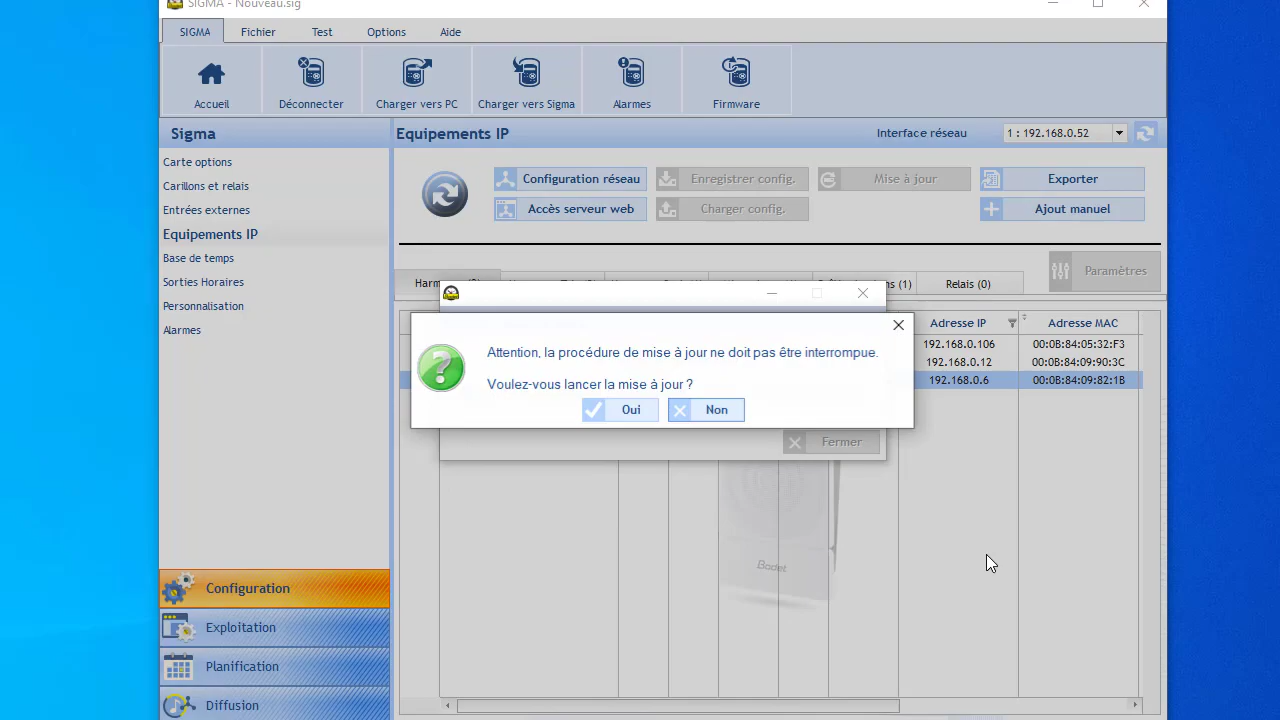 SIGMA - Nouveau.sig
SIGMA Fichier Test Options Aide
Accueil Déconnecter Charger vers PC Charger vers Sigma Alarmes Firmware
Sigma
Carte options
Carillons et relais
Entrées externes
Equipements IP
Base de temps
Sorties Horaires
Personnalisation
Alarmes
Configuration
Exploitation
Planification
Diffusion
Equipements IP Interface réseau 1 : 192.168.0.52
Configuration réseau Enregistrer config. Mise à jour Exporter
Accès serveur web Charger config. Ajout manuel
Paramètres
(1) Relais (0)
Adresse IP Adresse MAC
192.168.0.106 00:0B:84:05:32:F3
192.168.0.12 00:0B:84:09:90:3C
192.168.0.6 00:0B:84:09:82:1B
Attention, la procédure de mise à jour ne doit pas être interrompue.
Voulez-vous lancer la mise à jour ?
Oui Non
Fermer
Bodet